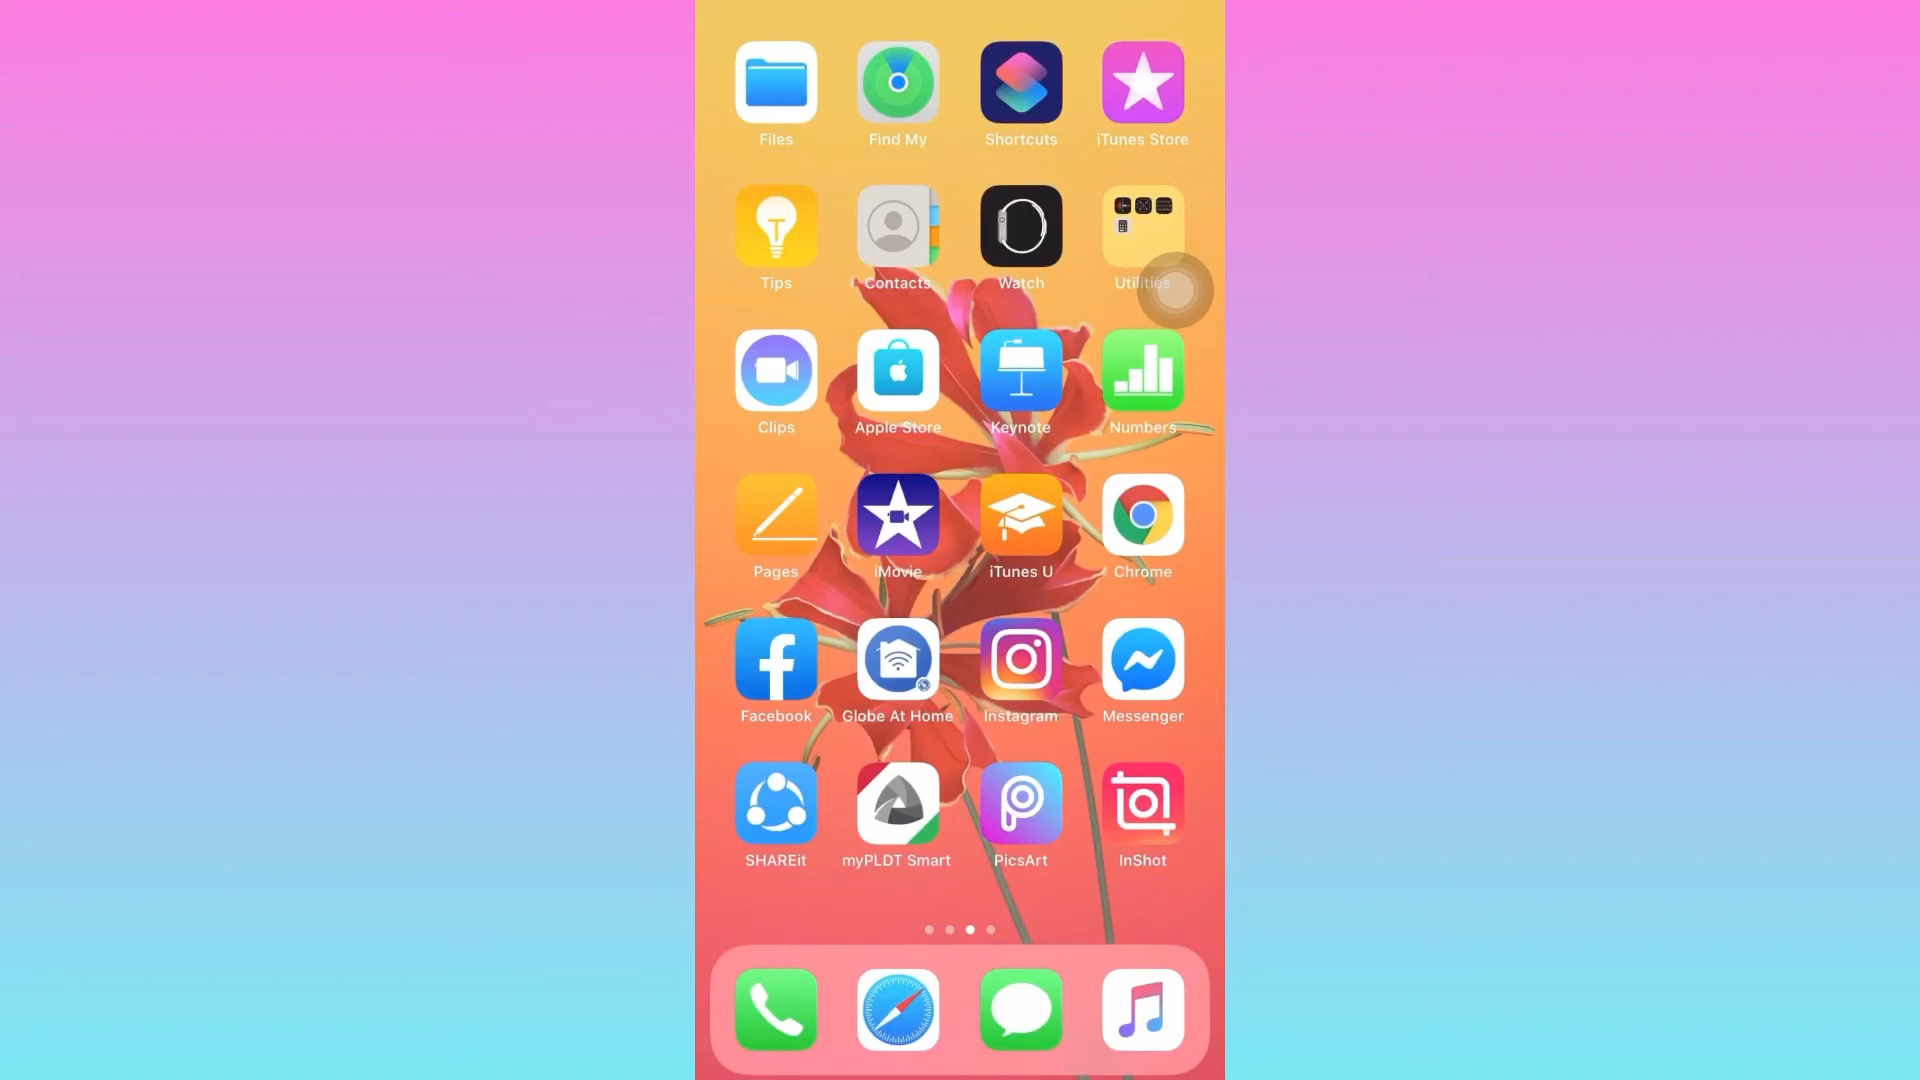 Files Find My Shortcuts iTunes Store
Tips Contacts Watch Utilities
Clips Apple Store Keynote Numbers
Pages iMovie iTunes U Chrome
Facebook Globe At Home Instagram Messenger
SHAREit myPLDT Smart PicsArt InShot